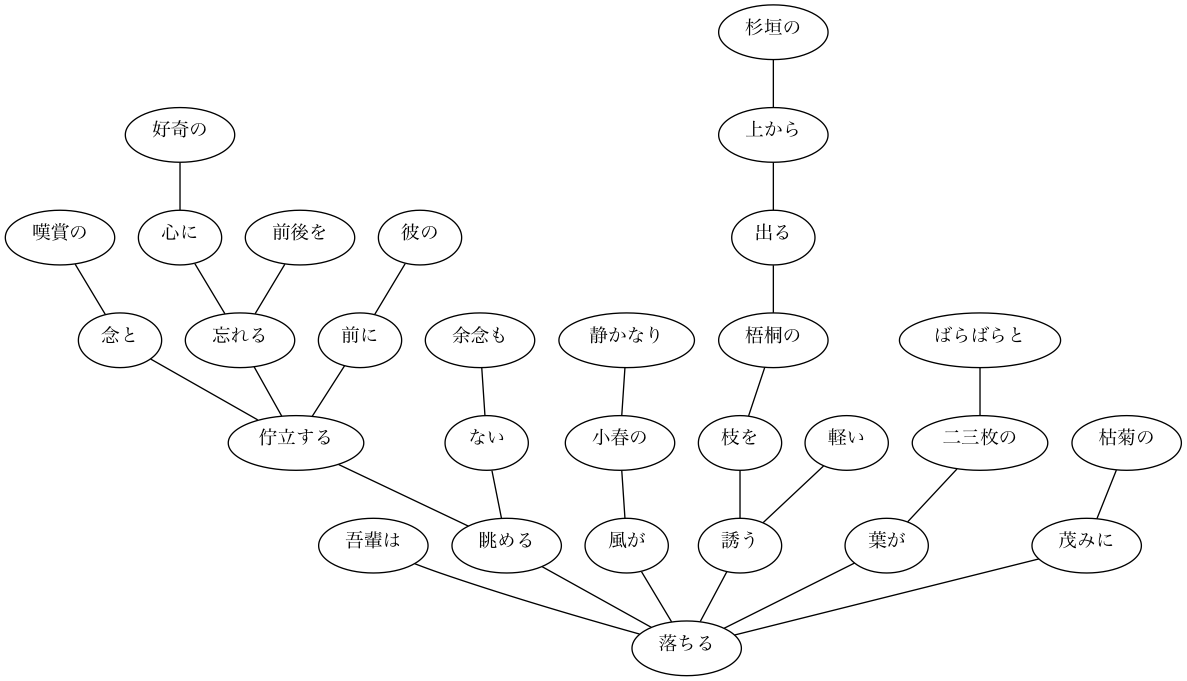 杉垣の
好奇の
上から
嘆賞の
心に
前後を
彼の
出る
念と
忘れる
前に
余念も
静かなり
梧桐の
ばらばらと
佇立する
ない
小春の
枝を
軽い
二三枚の
枯菊の
吾輩は
眺める
風が
誘う
葉が
茂みに
落ちる